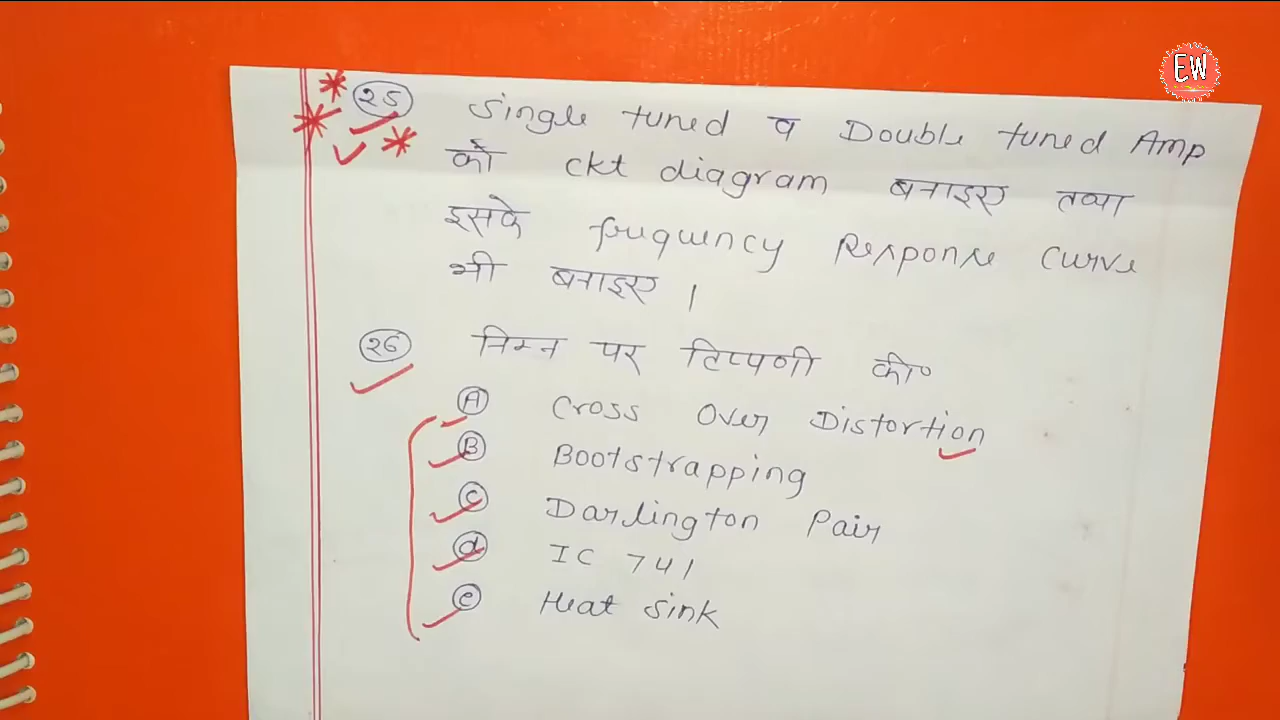 EW
25 Single tuned व Double tuned Amp
को ckt diagram बनाइए तथा
इसके frequency Response Curve
भी बनाइए ।
26 निम्न पर टिप्पणी की०
A Cross Over Distortion
B Bootstrapping
C Darlington Pair
d IC 741
e Heat Sink